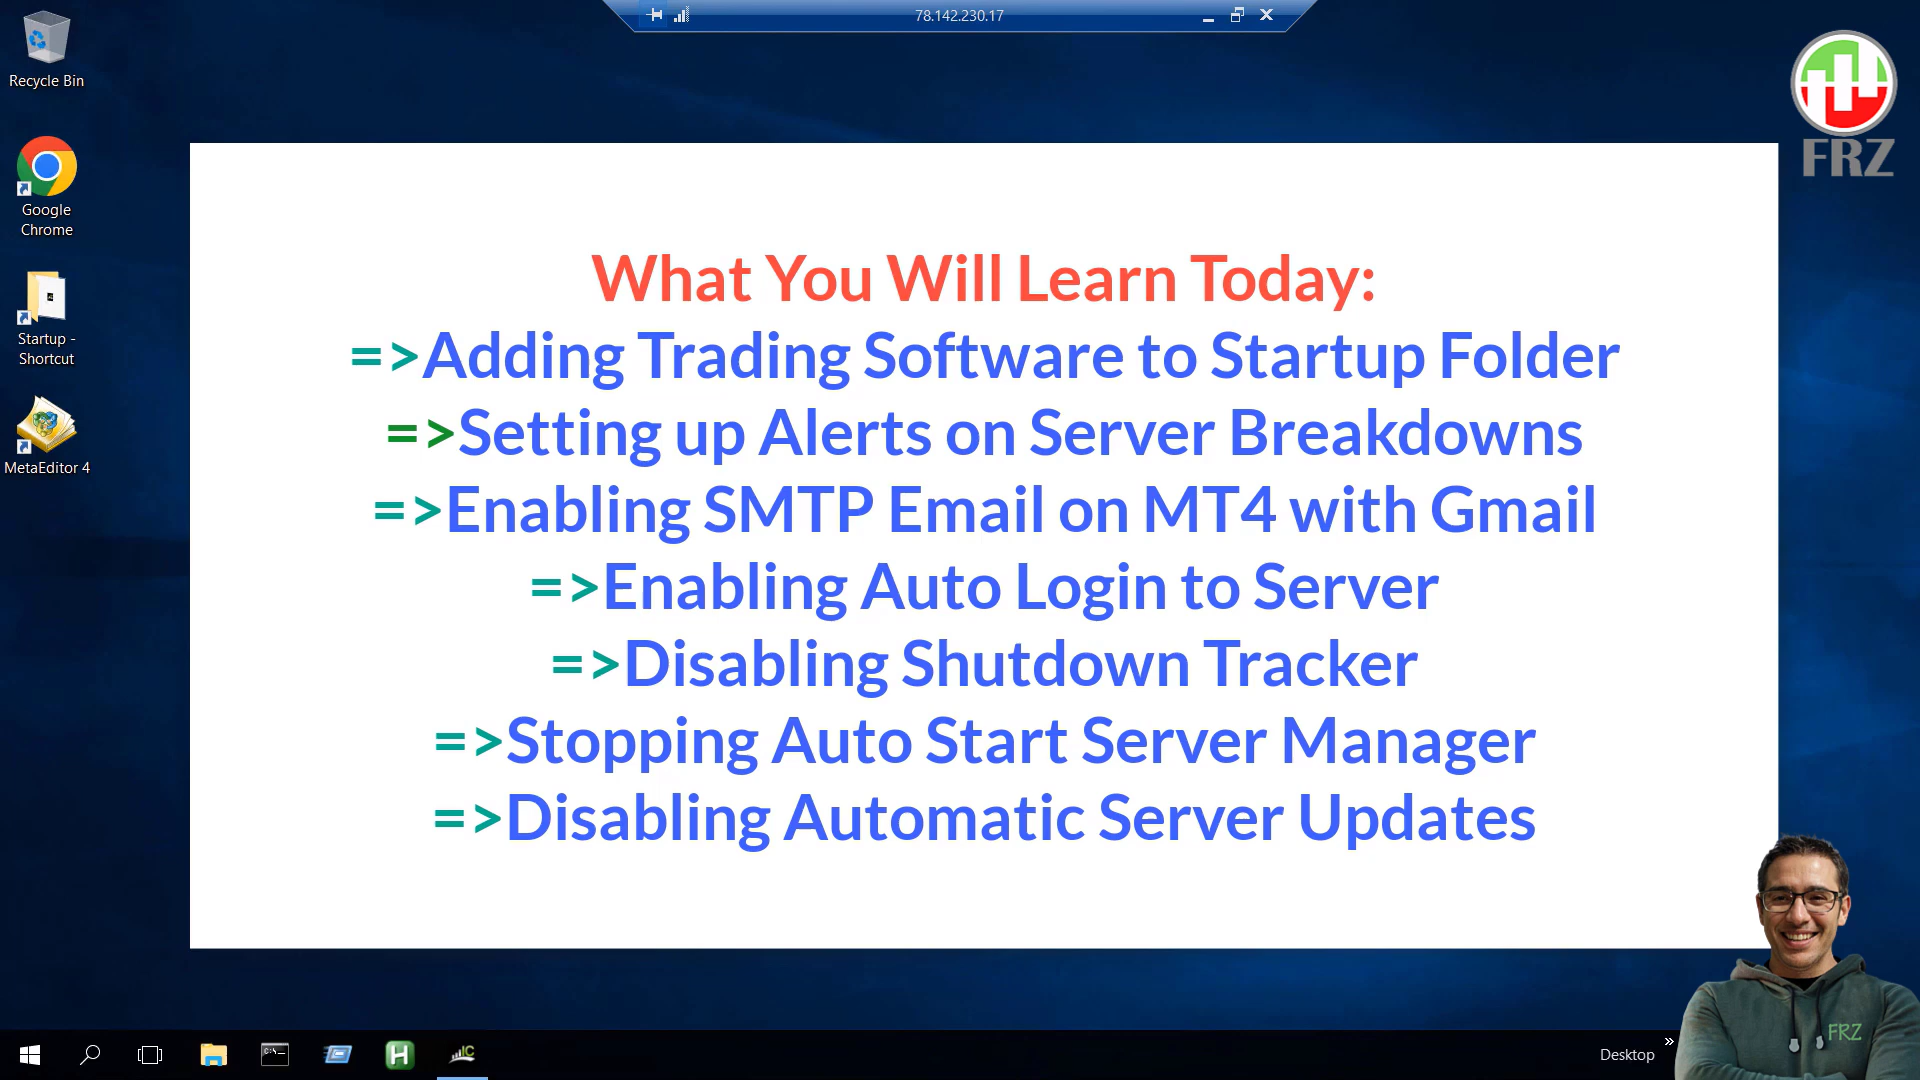 78.142.230.17
Recycle Bin
FRZ
Google
Chrome
Startup -
Shortcut
MetaEditor 4
What You Will Learn Today:
=>Adding Trading Software to Startup Folder
=>Setting up Alerts on Server Breakdowns
=>Enabling SMTP Email on MT4 with Gmail
=>Enabling Auto Login to Server
=>Disabling Shutdown Tracker
=>Stopping Auto Start Server Manager
=>Disabling Automatic Server Updates
FRZ
C:\>_
H
IC
Desktop »